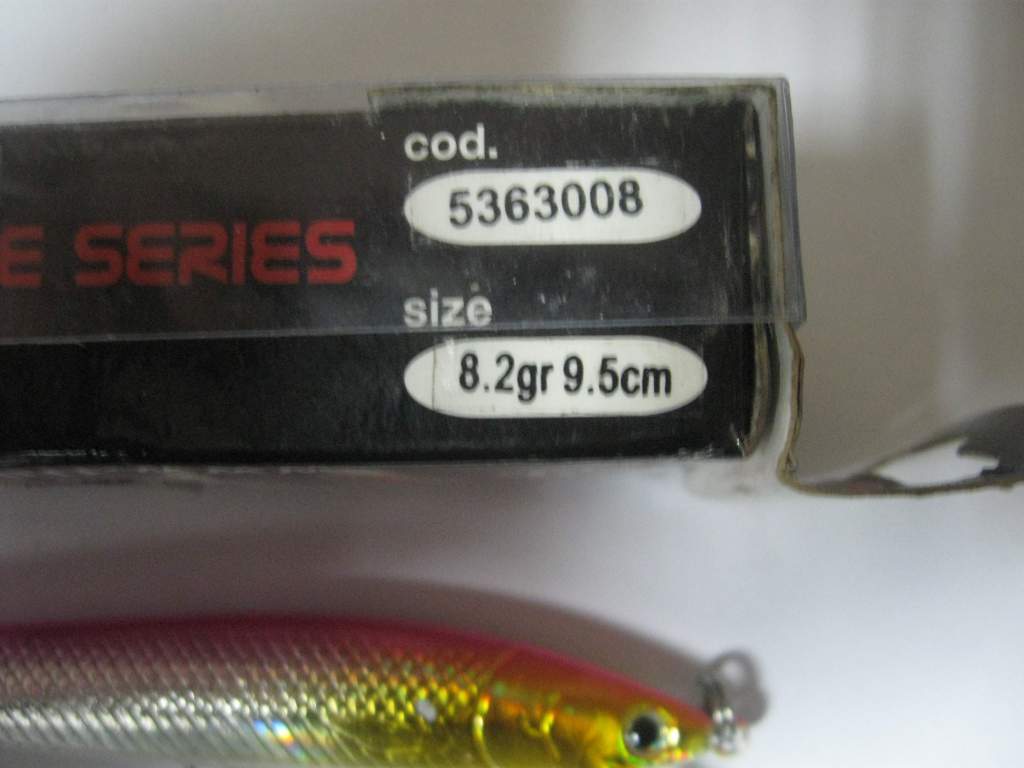 E SERIES
cod.
5363008
size
8.2gr 9.5cm